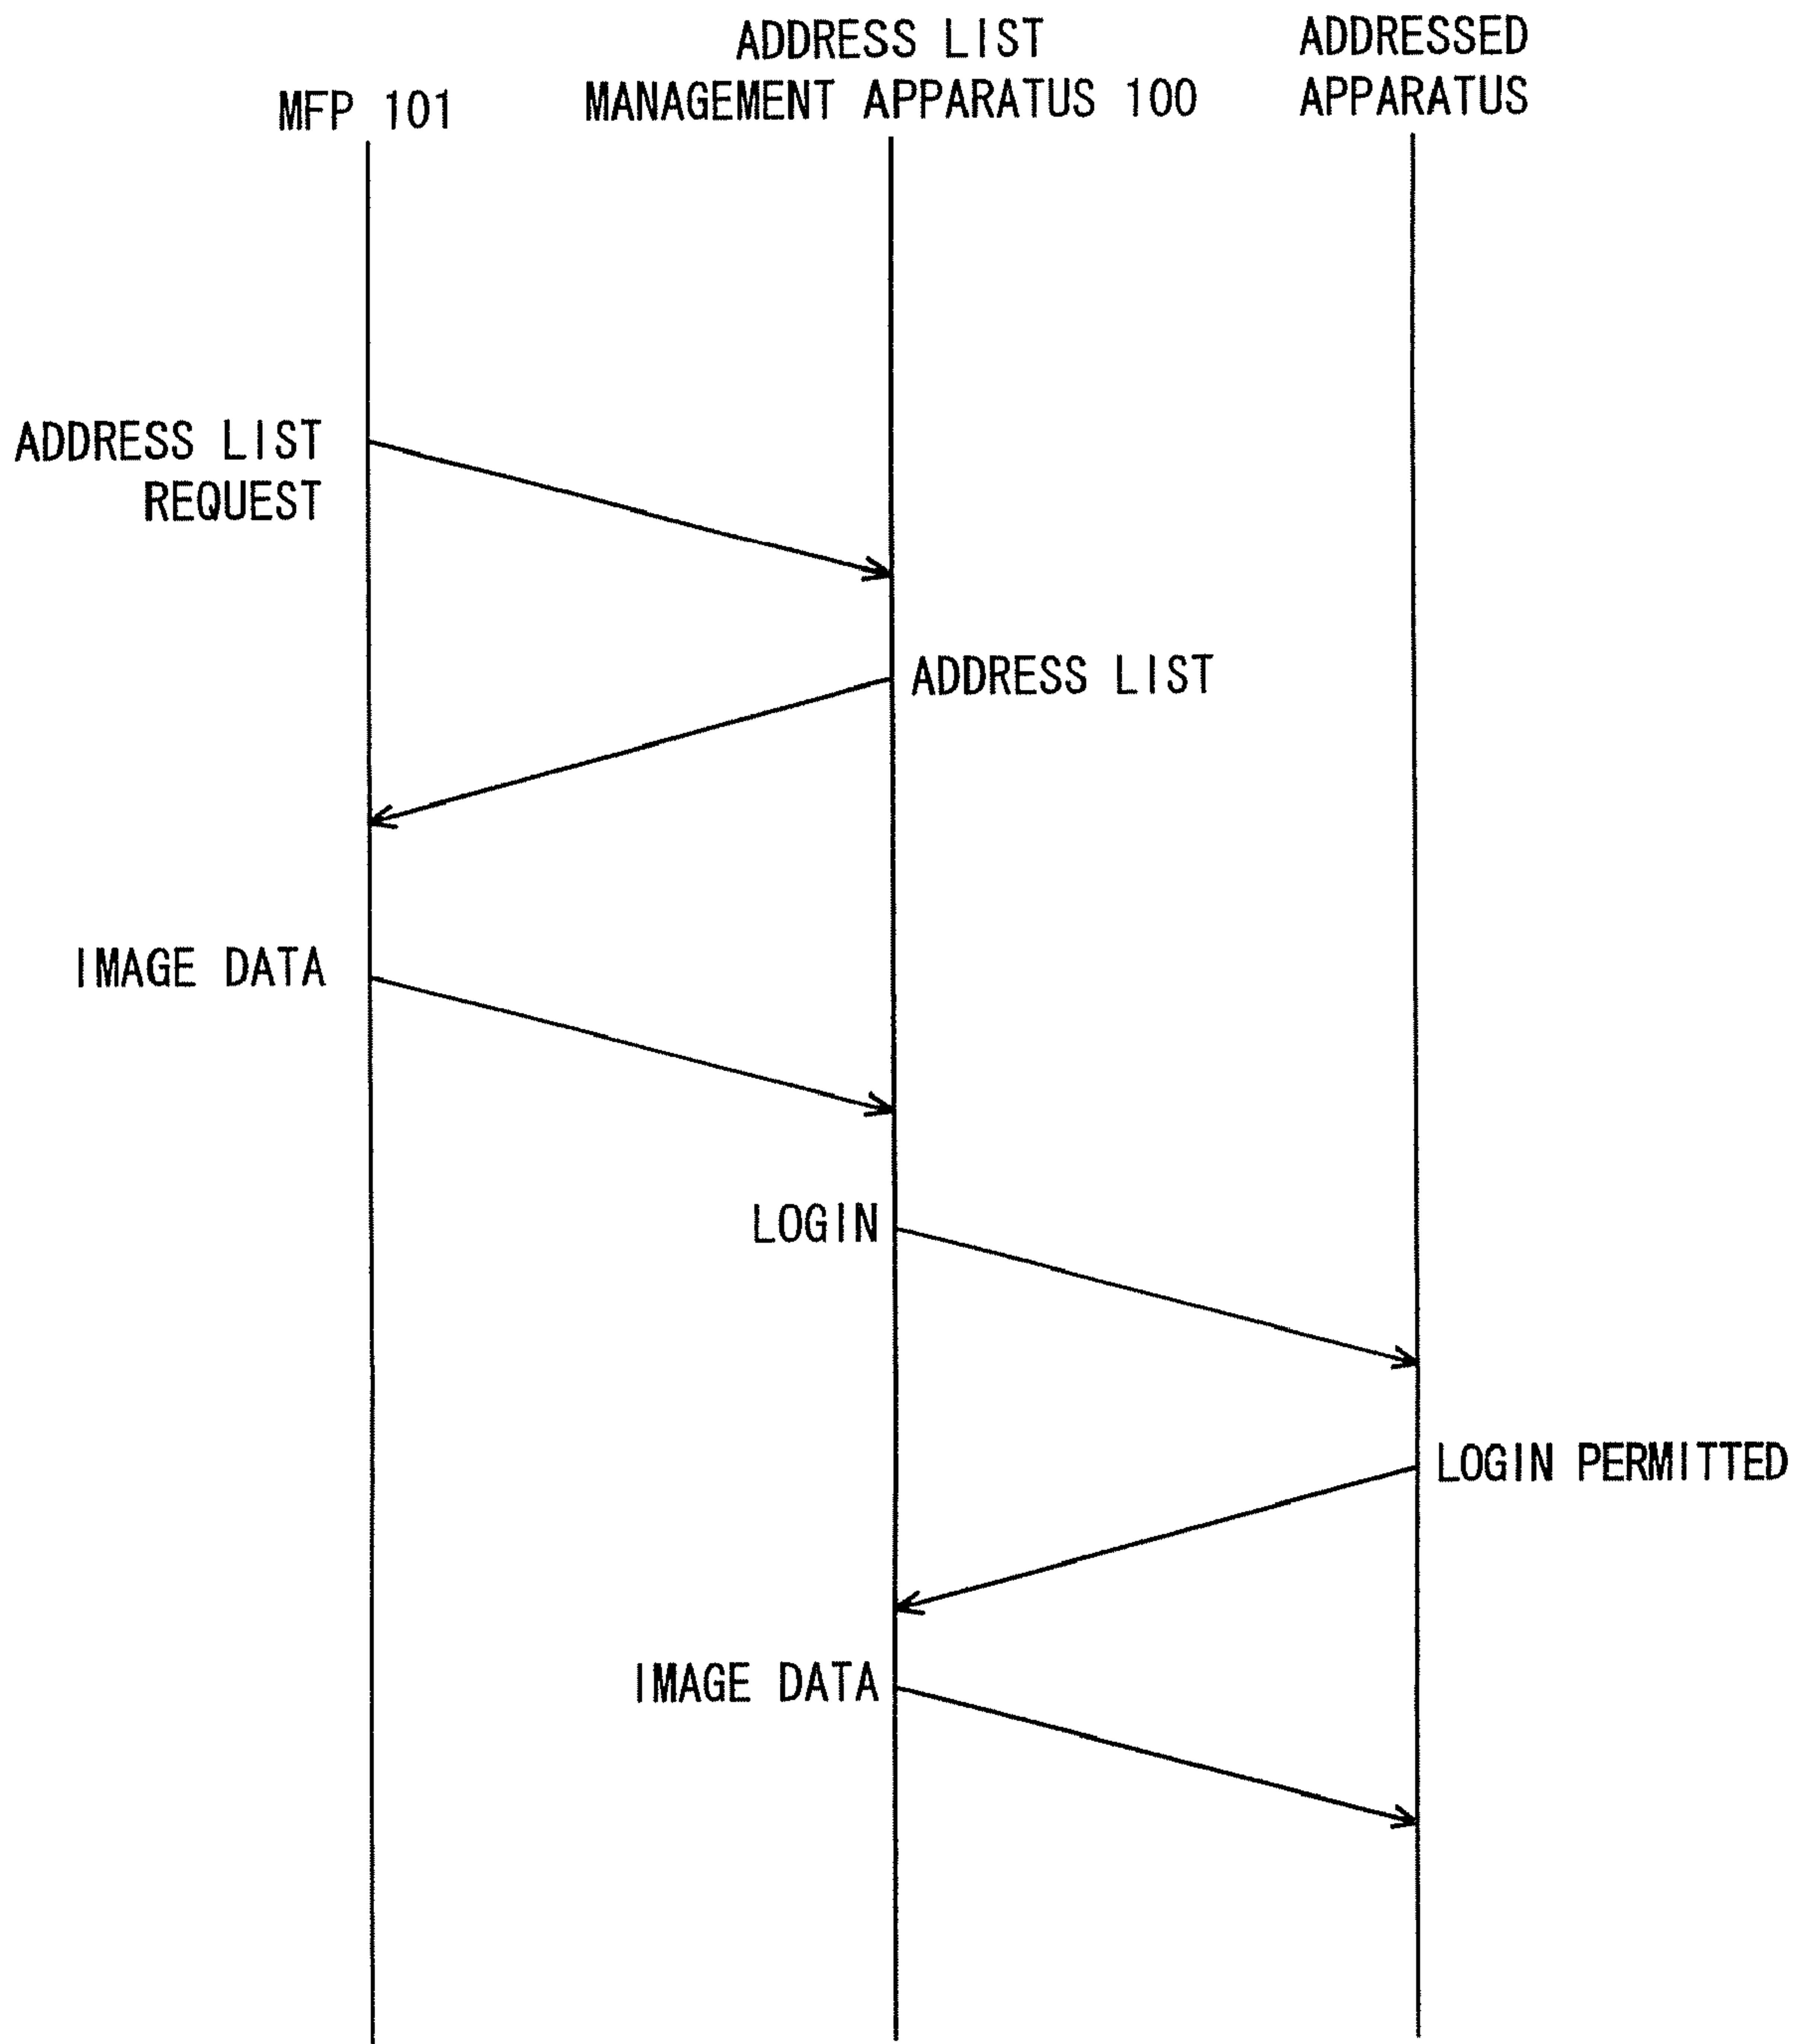 MFP 101
ADDRESS LIST
MANAGEMENT APPARATUS 100
ADDRESSED
APPARATUS
ADDRESS LIST
REQUEST
ADDRESS LIST
IMAGE DATA
LOGIN
LOGIN PERMITTED
IMAGE DATA